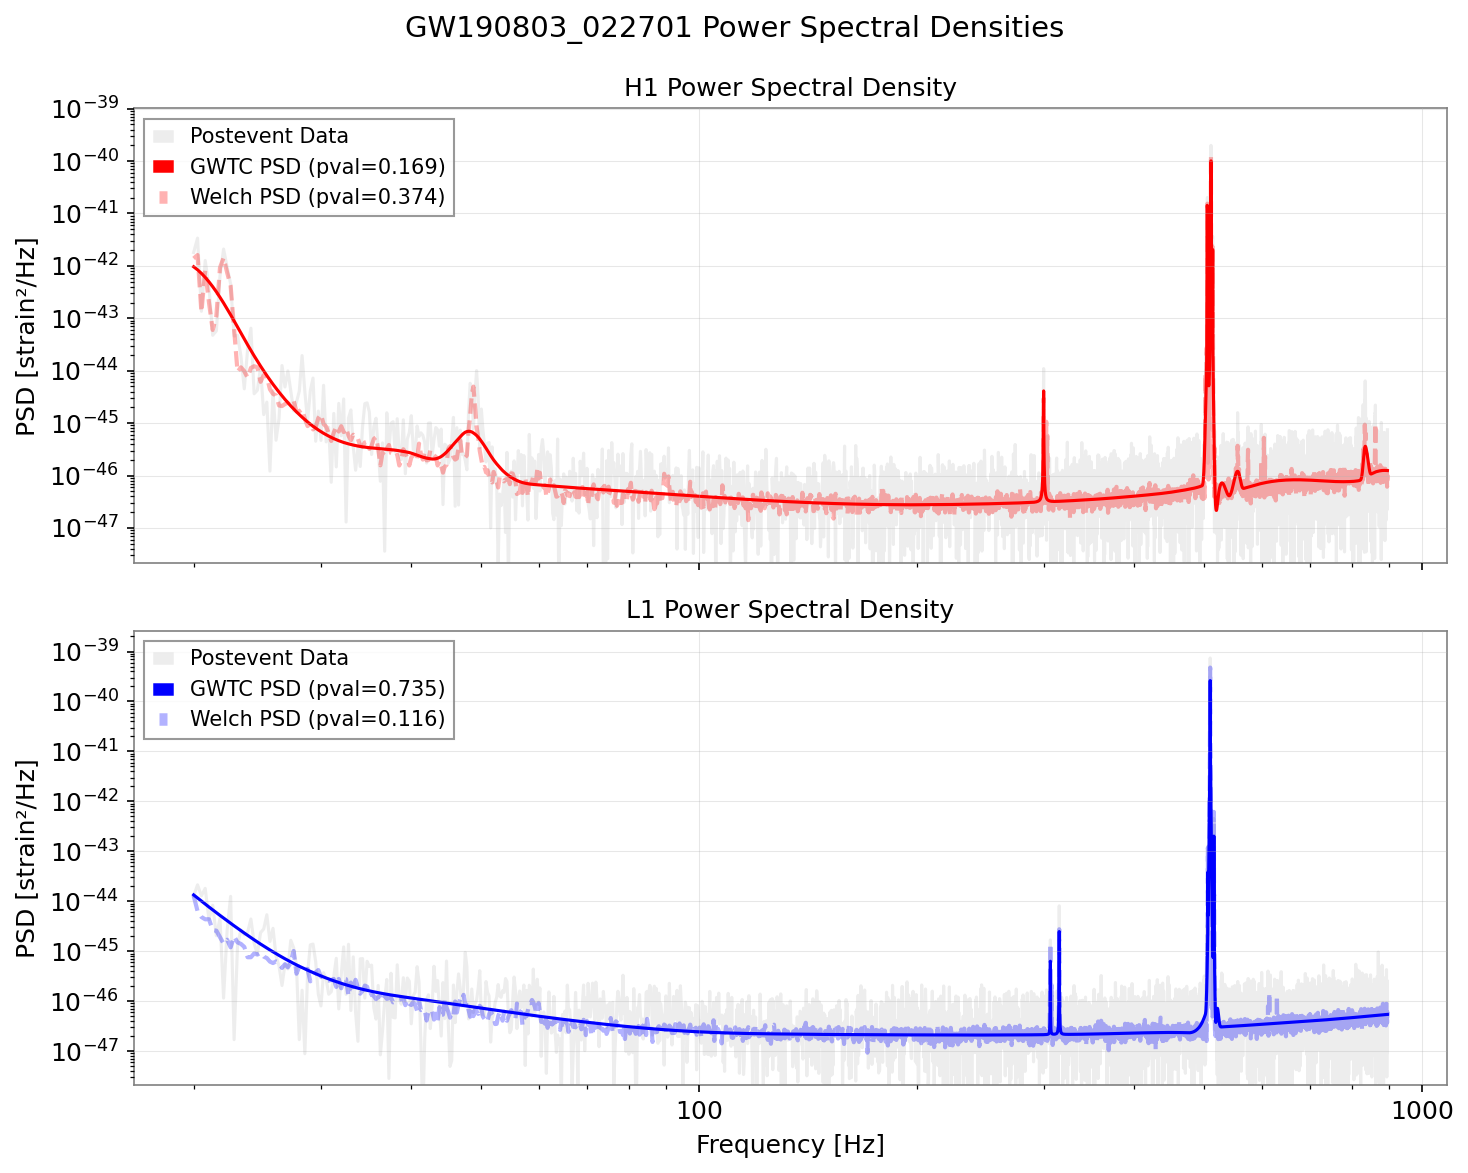 GW190803_022701 Power Spectral Densities
H1 Power Spectral Density
PSD [strain²/Hz]
10⁻³⁹
10⁻⁴⁰
10⁻⁴¹
10⁻⁴²
10⁻⁴³
10⁻⁴⁴
10⁻⁴⁵
10⁻⁴⁶
10⁻⁴⁷
Postevent Data
GWTC PSD (pval=0.169)
Welch PSD (pval=0.374)
L1 Power Spectral Density
PSD [strain²/Hz]
10⁻³⁹
10⁻⁴⁰
10⁻⁴¹
10⁻⁴²
10⁻⁴³
10⁻⁴⁴
10⁻⁴⁵
10⁻⁴⁶
10⁻⁴⁷
Postevent Data
GWTC PSD (pval=0.735)
Welch PSD (pval=0.116)
100 1000
Frequency [Hz]